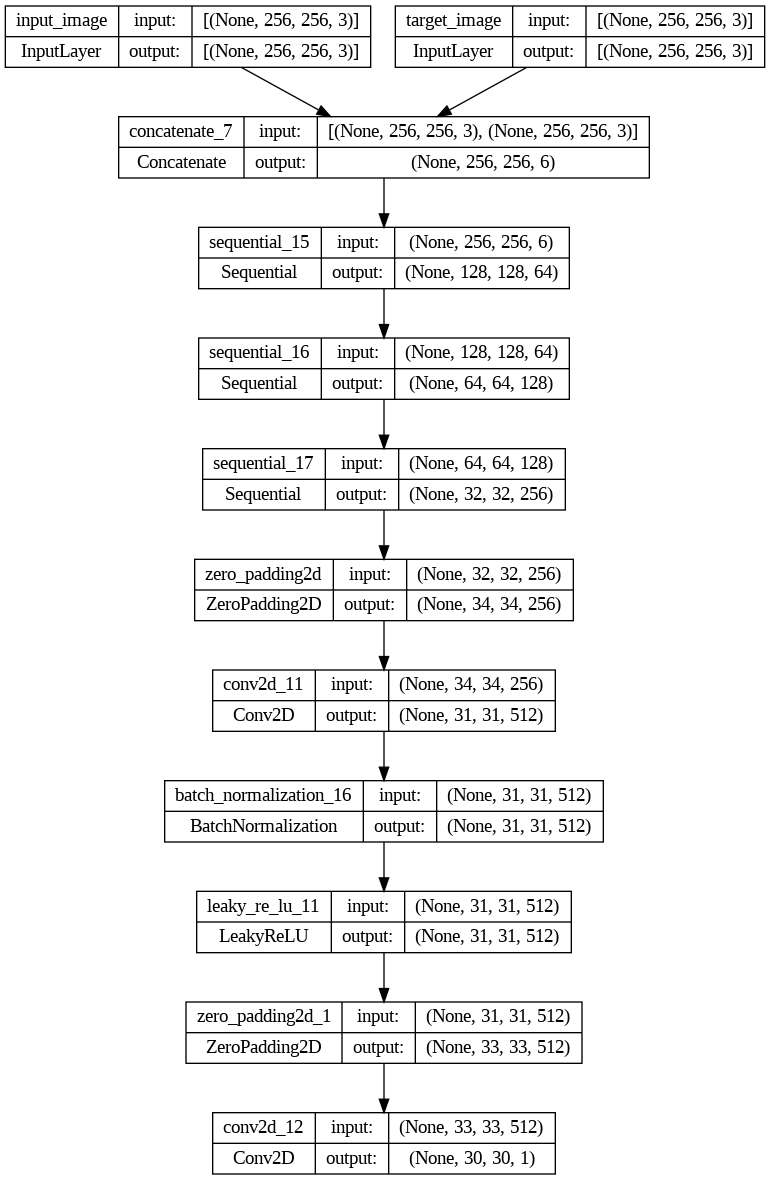 input_image input: [(None, 256, 256, 3)]
InputLayer output: [(None, 256, 256, 3)]
target_image input: [(None, 256, 256, 3)]
InputLayer output: [(None, 256, 256, 3)]
concatenate_7 input: [(None, 256, 256, 3), (None, 256, 256, 3)]
Concatenate output: (None, 256, 256, 6)
sequential_15 input: (None, 256, 256, 6)
Sequential output: (None, 128, 128, 64)
sequential_16 input: (None, 128, 128, 64)
Sequential output: (None, 64, 64, 128)
sequential_17 input: (None, 64, 64, 128)
Sequential output: (None, 32, 32, 256)
zero_padding2d input: (None, 32, 32, 256)
ZeroPadding2D output: (None, 34, 34, 256)
conv2d_11 input: (None, 34, 34, 256)
Conv2D output: (None, 31, 31, 512)
batch_normalization_16 input: (None, 31, 31, 512)
BatchNormalization output: (None, 31, 31, 512)
leaky_re_lu_11 input: (None, 31, 31, 512)
LeakyReLU output: (None, 31, 31, 512)
zero_padding2d_1 input: (None, 31, 31, 512)
ZeroPadding2D output: (None, 33, 33, 512)
conv2d_12 input: (None, 33, 33, 512)
Conv2D output: (None, 30, 30, 1)